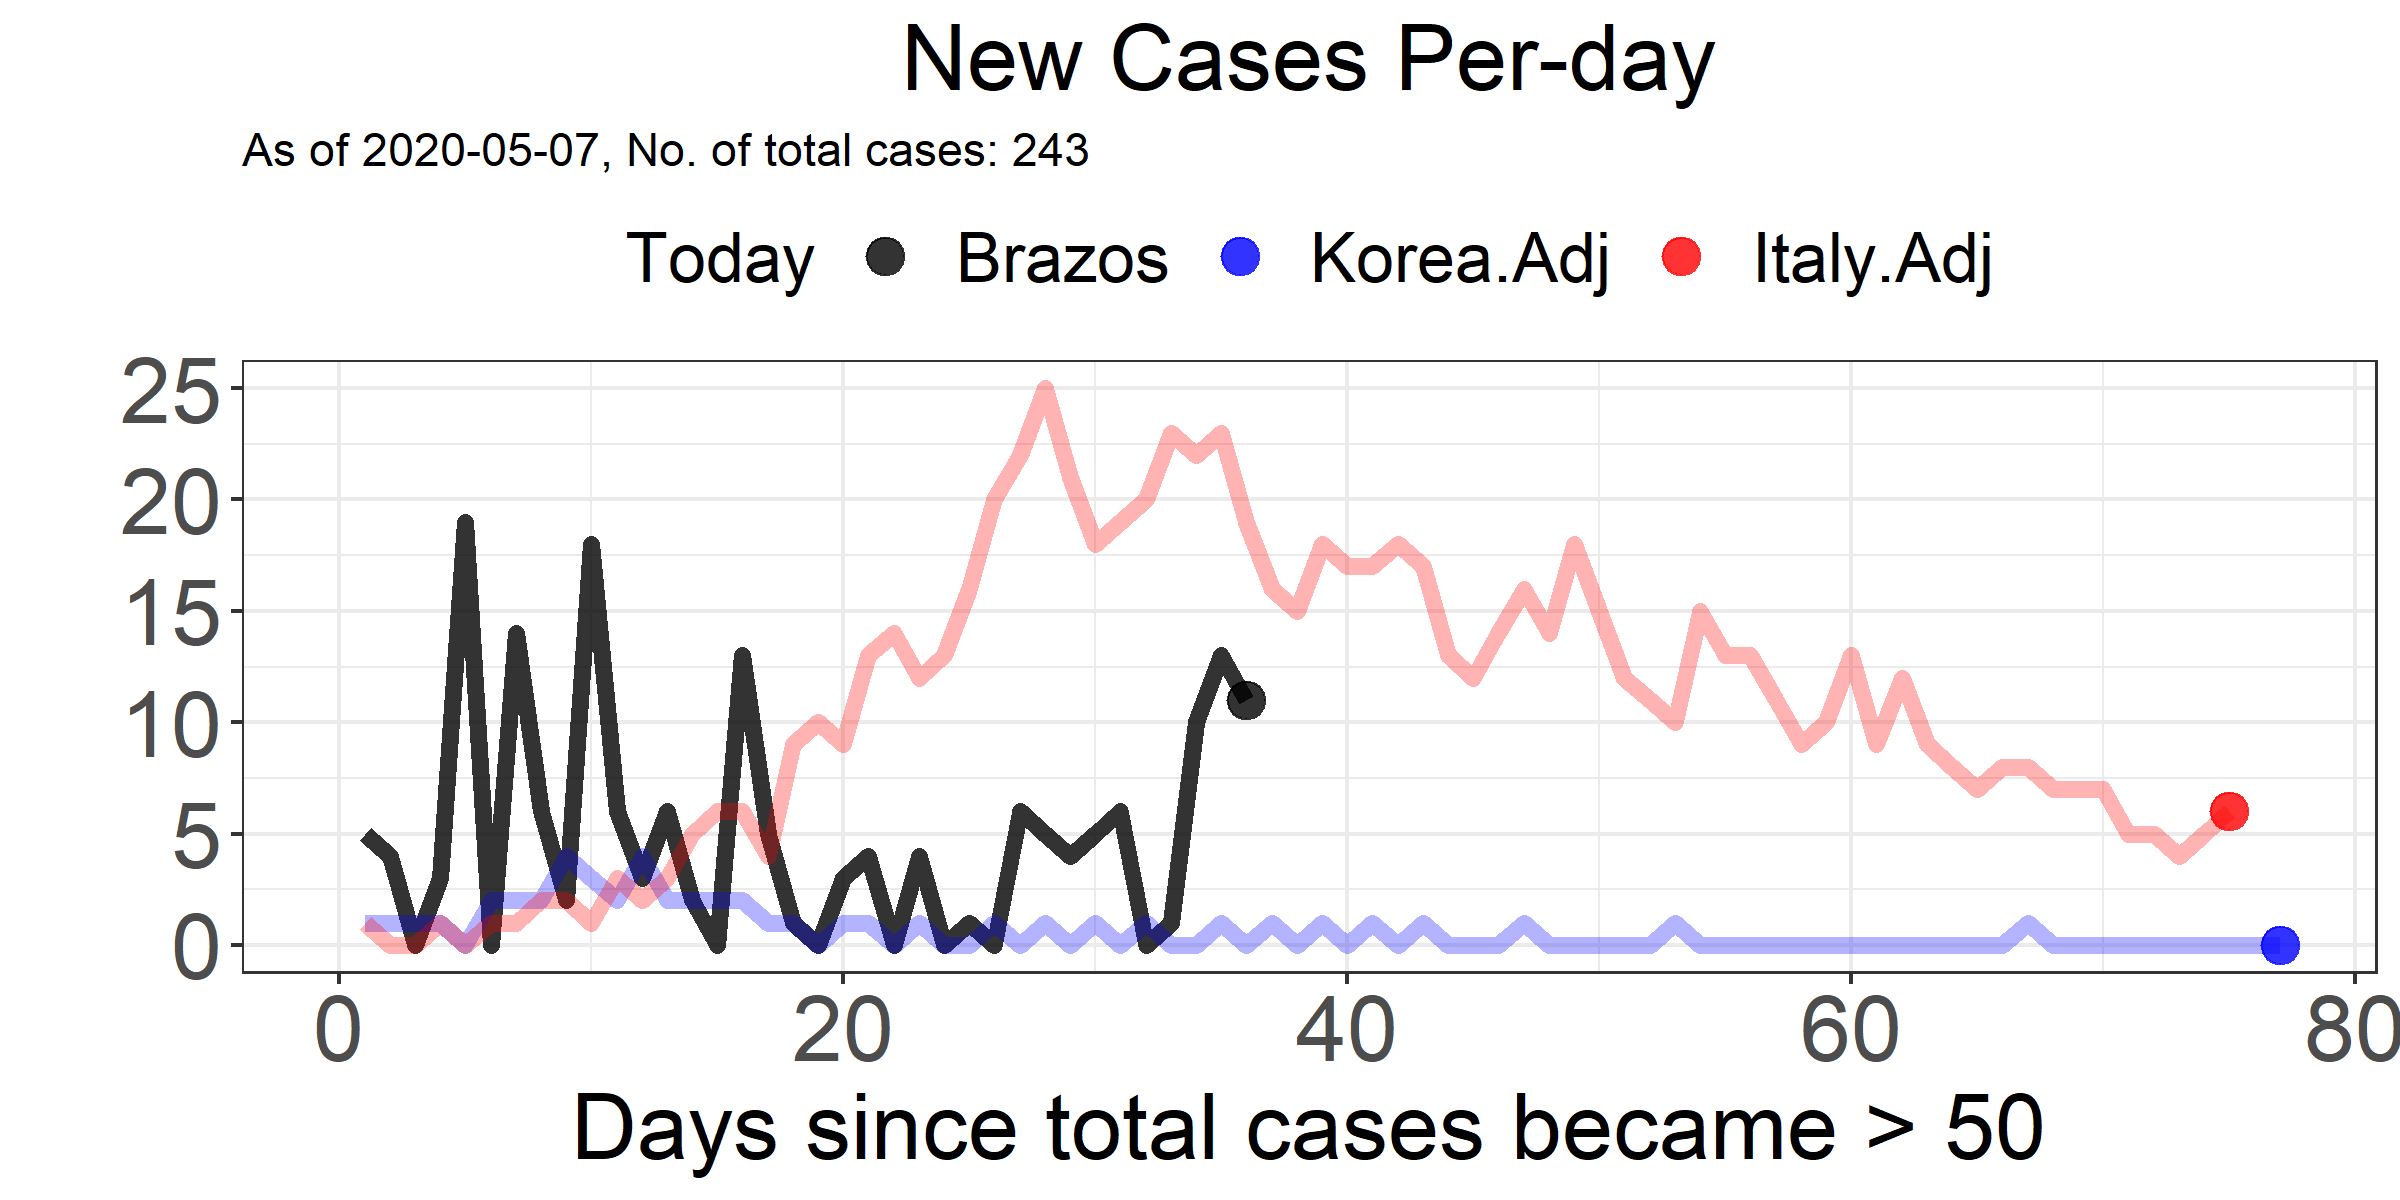 New Cases Per-day
As of 2020-05-07, No. of total cases: 243
Today Brazos Korea.Adj Italy.Adj
25
20
15
10
5
0
0 20 40 60 80
Days since total cases became > 50